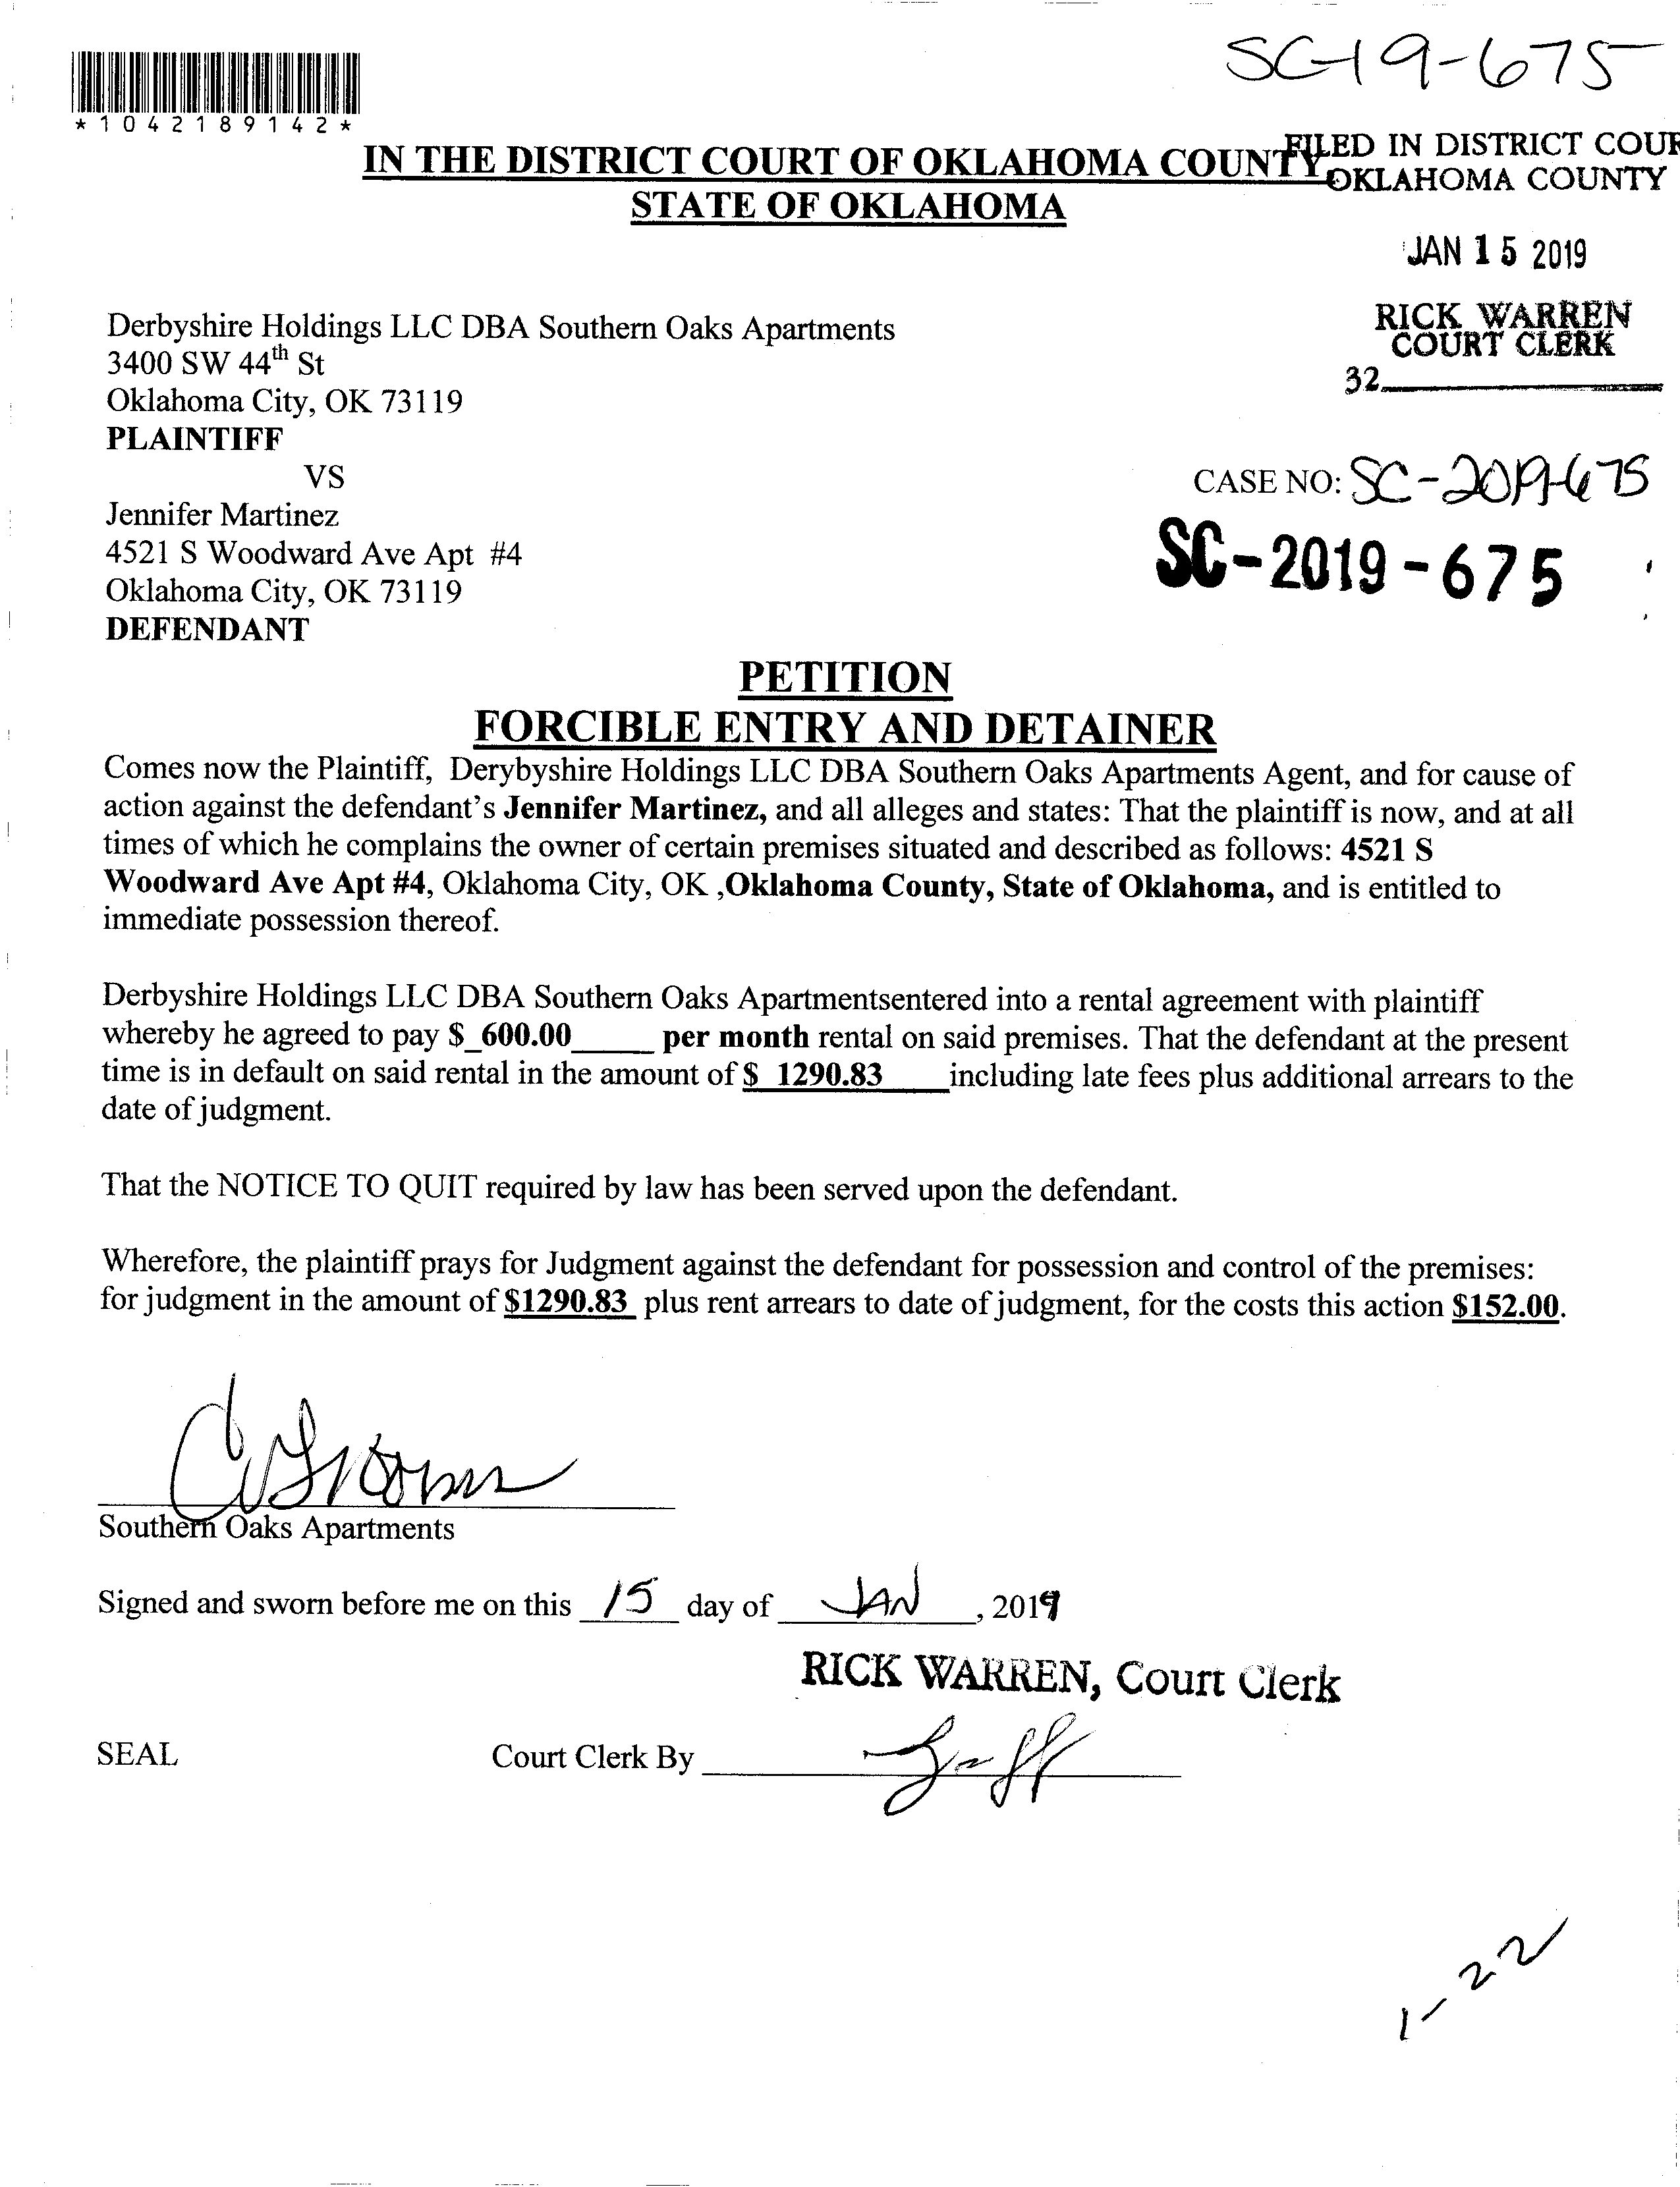 SC-19-675
*1042189142*
IN THE DISTRICT COURT OF OKLAHOMA COUNTY
STATE OF OKLAHOMA
FILED IN DISTRICT COUR
OKLAHOMA COUNTY
JAN 15 2019
RICK WARREN
COURT CLERK
32
Derbyshire Holdings LLC DBA Southern Oaks Apartments
3400 SW 44th St
Oklahoma City, OK 73119
PLAINTIFF
VS
Jennifer Martinez
4521 S Woodward Ave Apt #4
Oklahoma City, OK 73119
DEFENDANT
CASE NO: SC-2019-675
SC-2019-675
PETITION
FORCIBLE ENTRY AND DETAINER
Comes now the Plaintiff, Derybyshire Holdings LLC DBA Southern Oaks Apartments Agent, and for cause of
action against the defendant's Jennifer Martinez, and all alleges and states: That the plaintiff is now, and at all
times of which he complains the owner of certain premises situated and described as follows: 4521 S
Woodward Ave Apt #4, Oklahoma City, OK ,Oklahoma County, State of Oklahoma, and is entitled to
immediate possession thereof.
Derbyshire Holdings LLC DBA Southern Oaks Apartmentsentered into a rental agreement with plaintiff
whereby he agreed to pay $_600.00_____ per month rental on said premises. That the defendant at the present
time is in default on said rental in the amount of $ 1290.83 ____including late fees plus additional arrears to the
date of judgment.
That the NOTICE TO QUIT required by law has been served upon the defendant.
Wherefore, the plaintiff prays for Judgment against the defendant for possession and control of the premises:
for judgment in the amount of $1290.83 plus rent arrears to date of judgment, for the costs this action $152.00.
Southern Oaks Apartments
Signed and sworn before me on this 15 day of JAN, 2019
RICK WARREN, Court Clerk
SEAL Court Clerk By
1-22